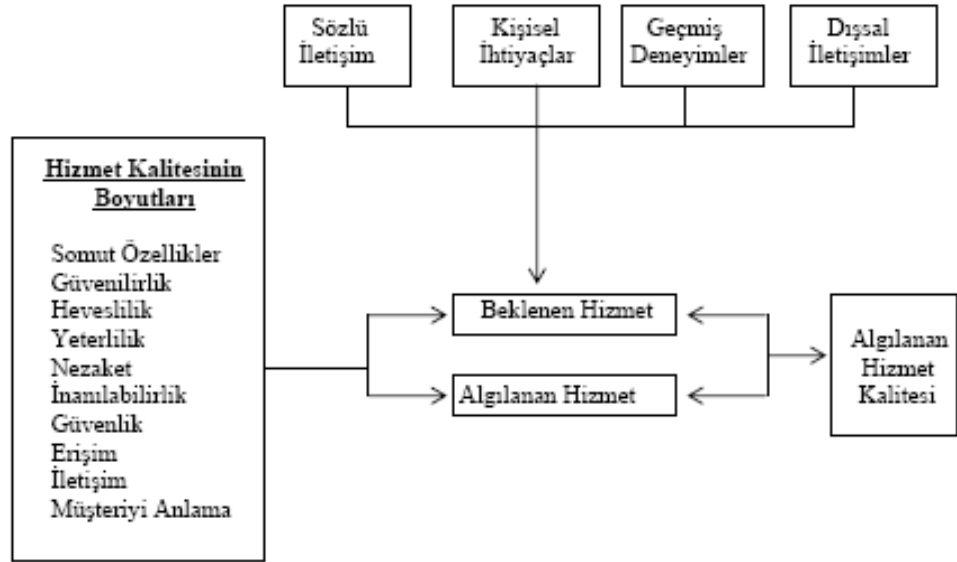 Sözlü
İletişim
Kişisel
İhtiyaçlar
Geçmiş
Deneyimler
Dışsal
İletişimler
Hizmet Kalitesinin
Boyutları
Somut Özellikler
Güvenilirlik
Heveslilik
Yeterlilik
Nezaket
İnanılabilirlik
Güvenlik
Erişim
İletişim
Müşteriyi Anlama
Beklenen Hizmet
Algılanan Hizmet
Algılanan
Hizmet
Kalitesi